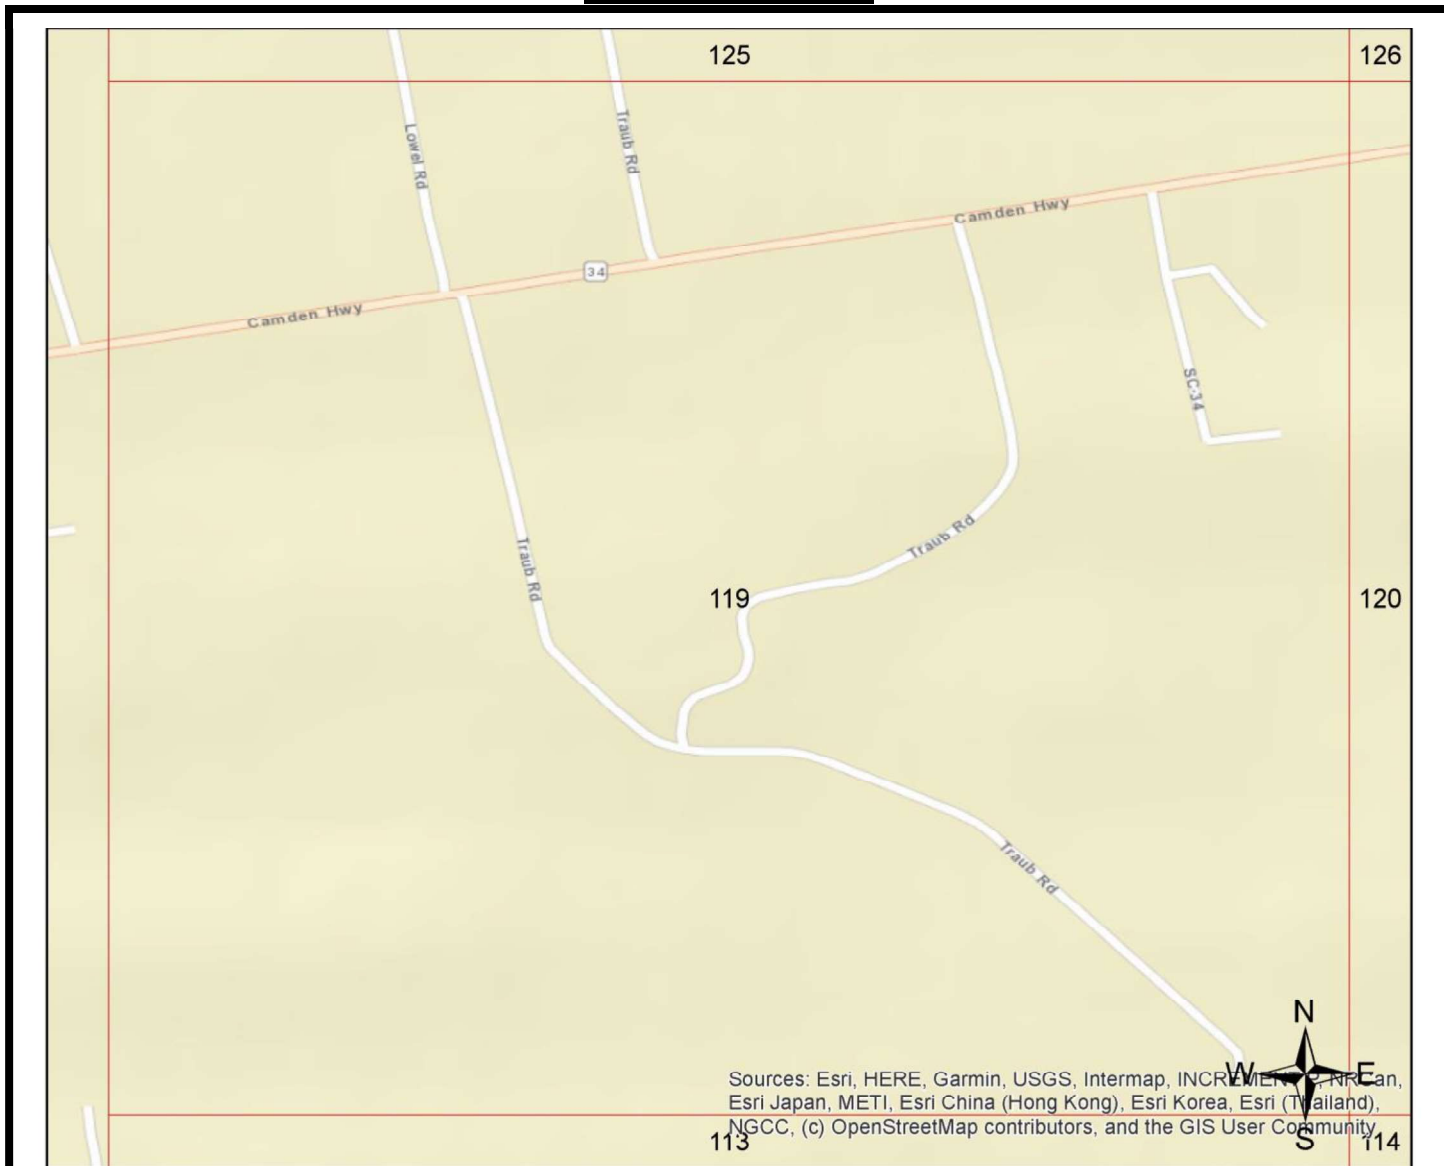 125
126
Lowel Rd
Traub Rd
Camden Hwy
34
Camden Hwy
SC-34
Traub Rd
Traub Rd
119
120
Traub Rd
N
W
E
S
Sources: Esri, HERE, Garmin, USGS, Intermap, INCREMENT P, NRCan,
Esri Japan, METI, Esri China (Hong Kong), Esri Korea, Esri (Thailand),
NGCC, (c) OpenStreetMap contributors, and the GIS User Community
113
114